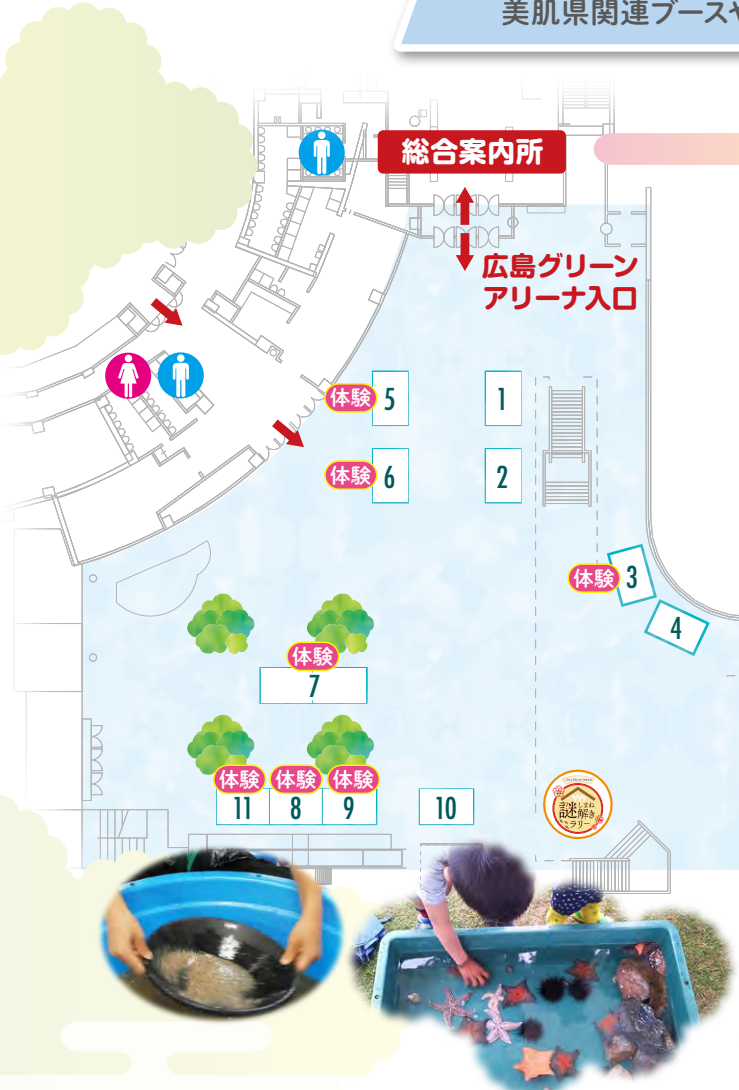 美肌県関連ブースや
総合案内所
広島グリーン
アリーナ入口
体験 5
1
体験 6
2
体験 3
4
体験
7
体験 体験 体験
11 8 9 10
しまね
謎解き
ラリー